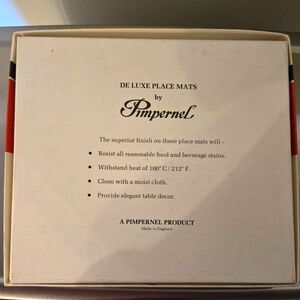 DE LUXE PLACE MATS
by
Pimpernel
The superior finish on these place mats will -
• Resist all reasonable food and beverage stains.
• Withstand heat of 100° C / 212° F.
• Clean with a moist cloth.
• Provide elegant table decor.
A PIMPERNEL PRODUCT
Made in England